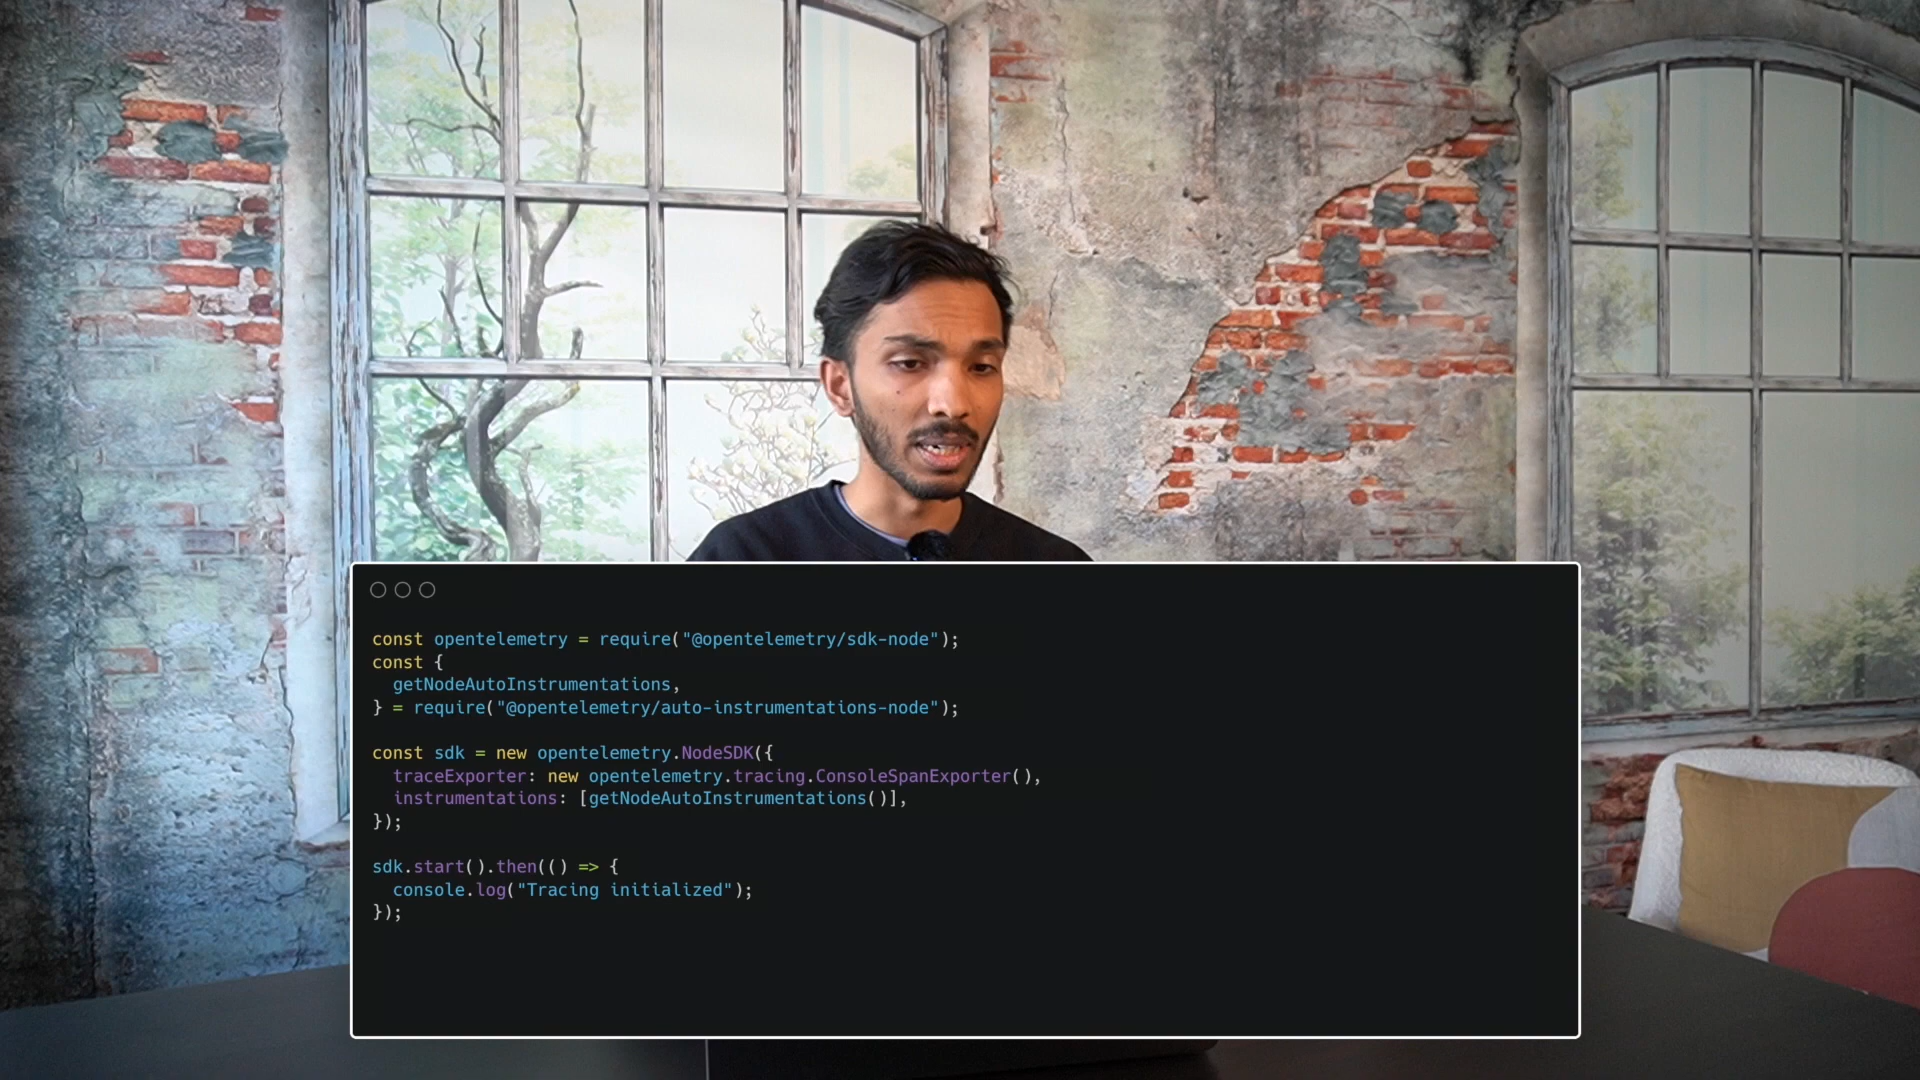 const opentelemetry = require("@opentelemetry/sdk-node");
const {
  getNodeAutoInstrumentations,
} = require("@opentelemetry/auto-instrumentations-node");
const sdk = new opentelemetry.NodeSDK({
  traceExporter: new opentelemetry.tracing.ConsoleSpanExporter(),
  instrumentations: [getNodeAutoInstrumentations()],
});
sdk.start().then(() => {
  console.log("Tracing initialized");
});